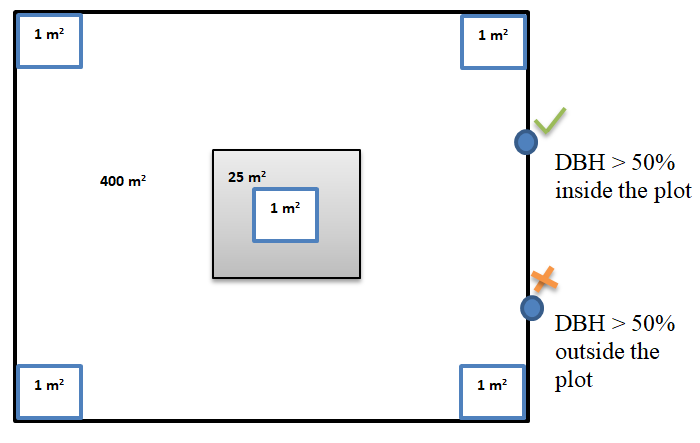 1 m²
1 m²
DBH > 50%
inside the plot
400 m²
25 m²
1 m²
DBH > 50%
outside the
plot
1 m²
1 m²